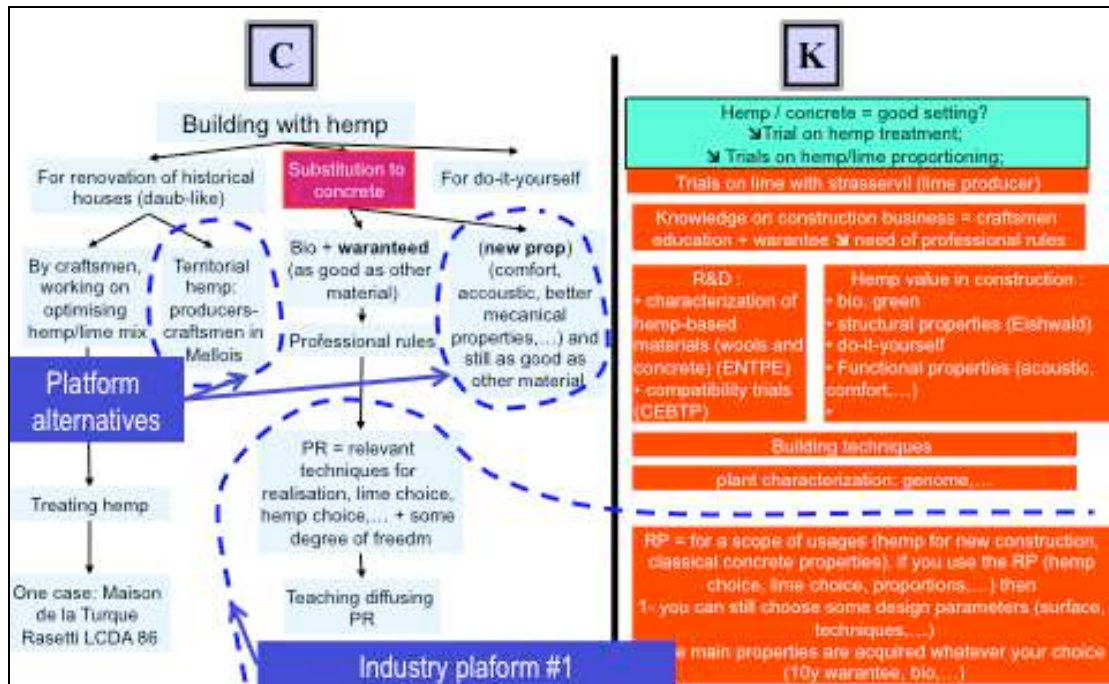 C
K
Building with hemp
For renovation of historical
houses (daub-like)
Substitution to
concrete
For do-it-yourself
By craftsmen,
working on
optimising
hemp/lime mix
Territorial
hemp:
producers-
craftsmen in
Mellois
Bio + waranteed
(as good as other
material)
(new prop)
(comfort,
accoustic, better
mecanical
properties,...) and
still as good as
other material
Professional rules
Platform
alternatives
PR = relevant
techniques for
realisation, lime choice,
hemp choice,... + some
degree of freedm
Treating hemp
Teaching diffusing
PR
One case: Maison
de la Turque
Rasetti LCDA 86
Industry plaform #1
Hemp / concrete = good setting?
↘Trial on hemp treatment;
↘ Trials on hemp/lime proportioning;
Trials on lime with strasservil (lime producer)
Knowledge on construction business = craftsmen
education + warantee ↘ need of professional rules
R&D :
• characterization of
hemp-based
materials (wools and
concrete) (ENTPE)
• compatibility trials
(CEBTP)
Hemp value in construction :
• bio, green
• structural properties (Eishwald)
• do-it-yourself
• Functional properties (acoustic,
comfort,...)
•
Building techniques
plant characterization: genome,...
RP = for a scope of usages (hemp for new construction,
classical concrete properties), if you use the RP (hemp
choice, lime choice, proportions,...) then
1- you can still choose some design parameters (surface,
techniques,...)
main properties are acquired whatever your choice
(10y warantee, bio,...)